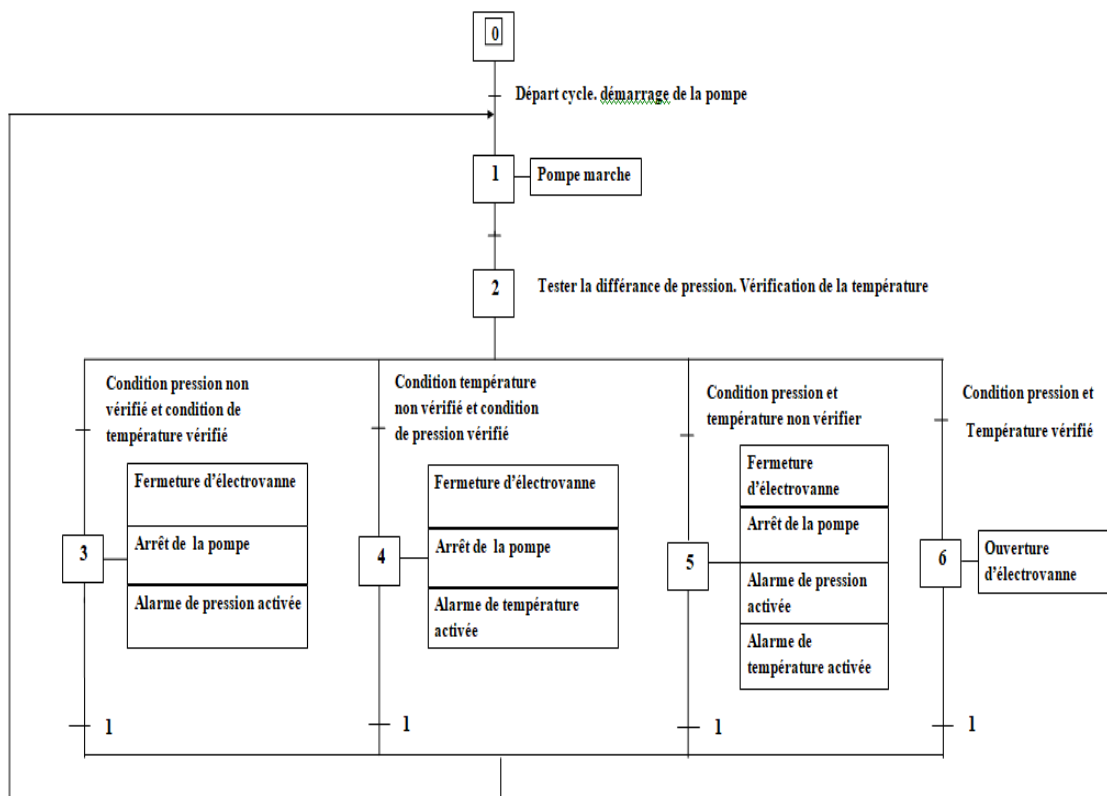 0
Départ cycle. démarrage de la pompe
1
Pompe marche
2
Tester la différance de pression. Vérification de la température
Condition pression non
vérifié et condition de
température vérifié
Condition température
non vérifié et condition
de pression vérifié
Condition pression et
température non vérifier
Condition pression et
Température vérifié
3
Fermeture d'électrovanne
Arrêt de la pompe
Alarme de pression activée
4
Fermeture d'électrovanne
Arrêt de la pompe
Alarme de température
activée
5
Fermeture
d'électrovanne
Arrêt de la pompe
Alarme de pression
activée
Alarme de
température activée
6
Ouverture
d'électrovanne
1
1
1
1